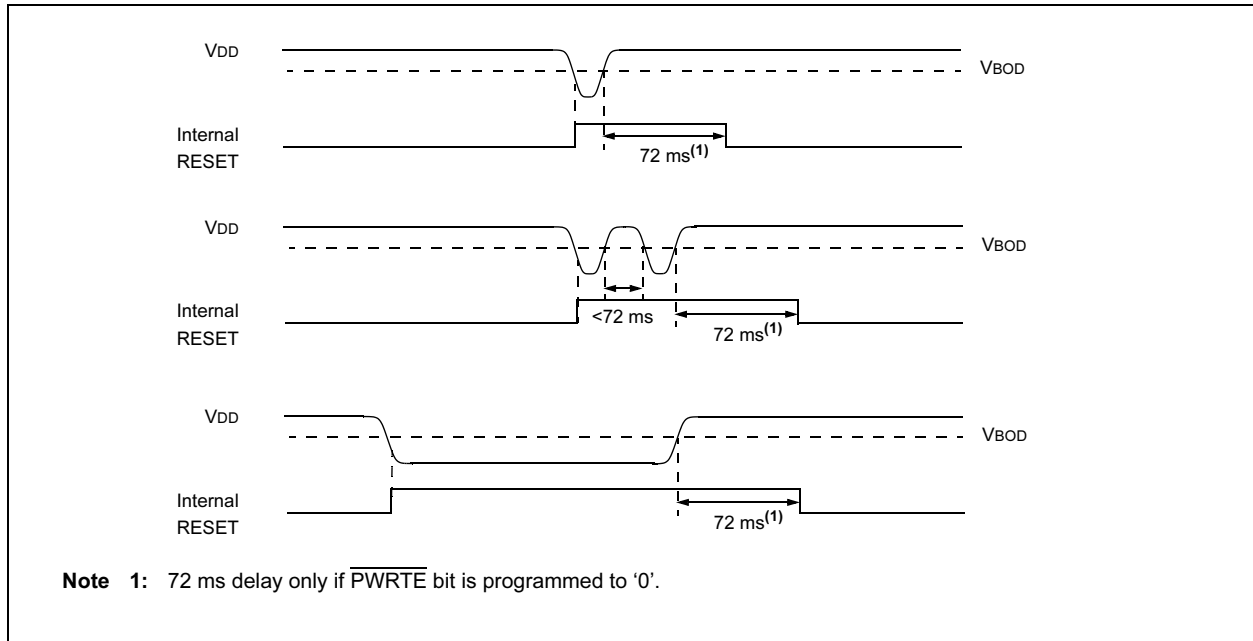 VDD
VBOD
Internal
RESET
72 ms(1)
VDD
VBOD
Internal
RESET
<72 ms
72 ms(1)
VDD
VBOD
Internal
RESET
72 ms(1)
Note 1: 72 ms delay only if PWRTE bit is programmed to ‘0’.